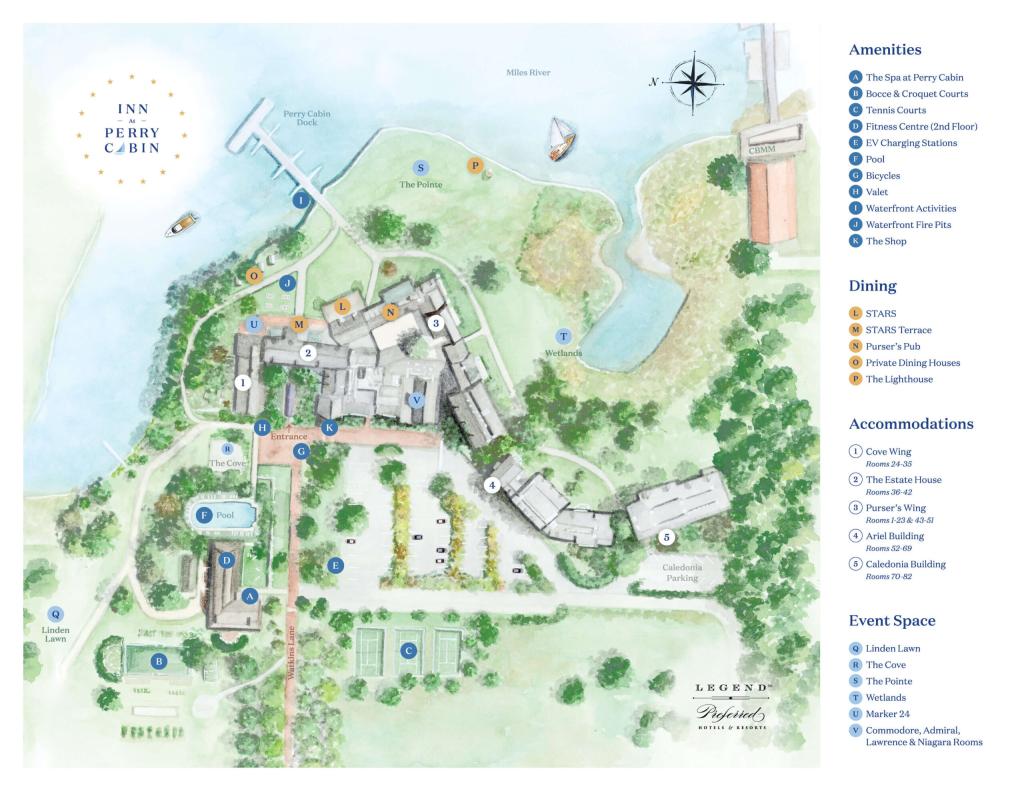 INN
At
PERRY
CABIN
Miles River
N
Perry Cabin
Dock
CBMM
S
The Pointe
P
I
O
J
L
N
U
M
3
2
T
Wetlands
1
V
H
Entrance
K
G
R
The Cove
4
F Pool
5
D
E
Caledonia
Parking
A
Q
Linden
Lawn
Watkins Lane
B
C
LEGEND™
Preferred
HOTELS & RESORTS
Amenities
A The Spa at Perry Cabin
B Bocce & Croquet Courts
C Tennis Courts
D Fitness Centre (2nd Floor)
E EV Charging Stations
F Pool
G Bicycles
H Valet
I Waterfront Activities
J Waterfront Fire Pits
K The Shop
Dining
L STARS
M STARS Terrace
N Purser's Pub
O Private Dining Houses
P The Lighthouse
Accommodations
1 Cove Wing
Rooms 24-35
2 The Estate House
Rooms 36-42
3 Purser's Wing
Rooms 1-23 & 43-51
4 Ariel Building
Rooms 52-69
5 Caledonia Building
Rooms 70-82
Event Space
Q Linden Lawn
R The Cove
S The Pointe
T Wetlands
U Marker 24
V Commodore, Admiral,
Lawrence & Niagara Rooms